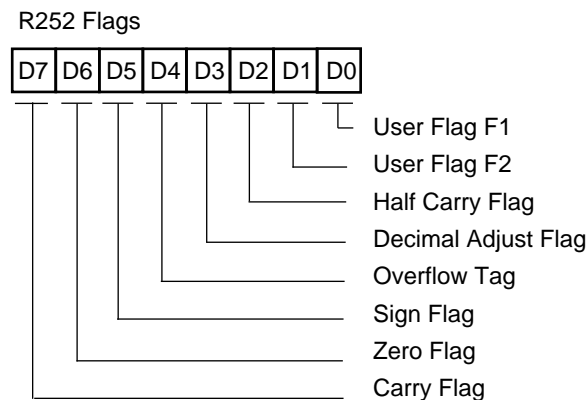 R252 Flags
D7 D6 D5 D4 D3 D2 D1 D0
User Flag F1
User Flag F2
Half Carry Flag
Decimal Adjust Flag
Overflow Tag
Sign Flag
Zero Flag
Carry Flag